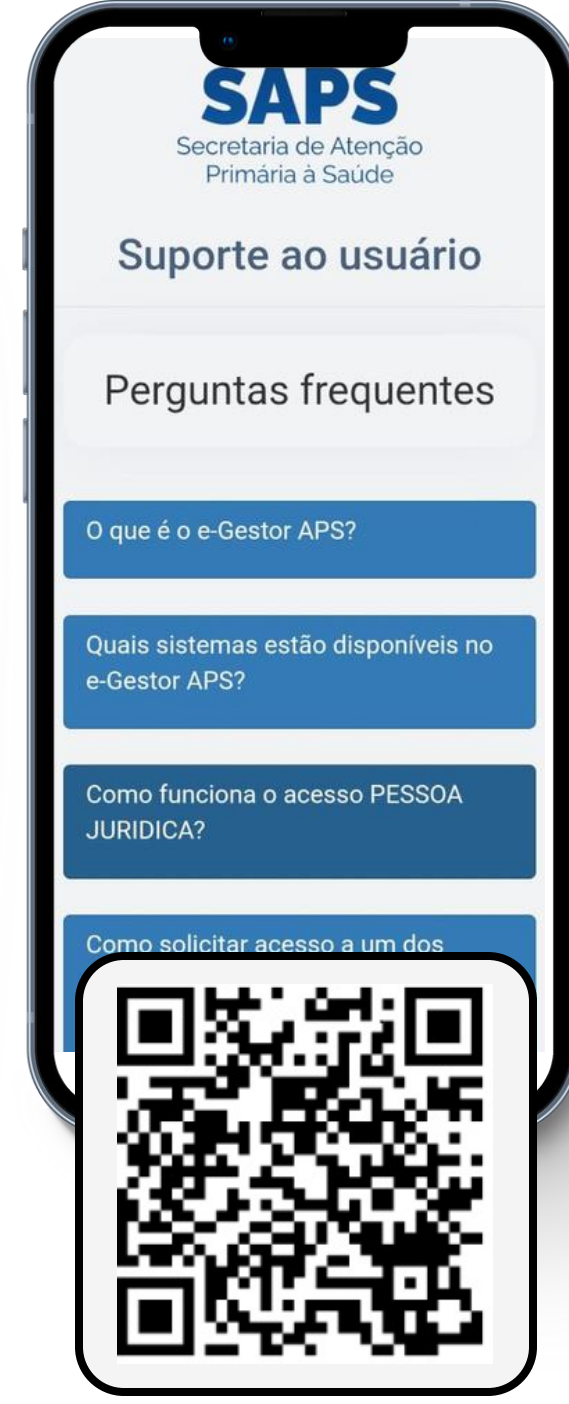 SAPS
Secretaria de Atenção
Primária à Saúde
Suporte ao usuário
Perguntas frequentes
O que é o e-Gestor APS?
Quais sistemas estão disponíveis no
e-Gestor APS?
Como funciona o acesso PESSOA
JURIDICA?
Como solicitar acesso a um dos